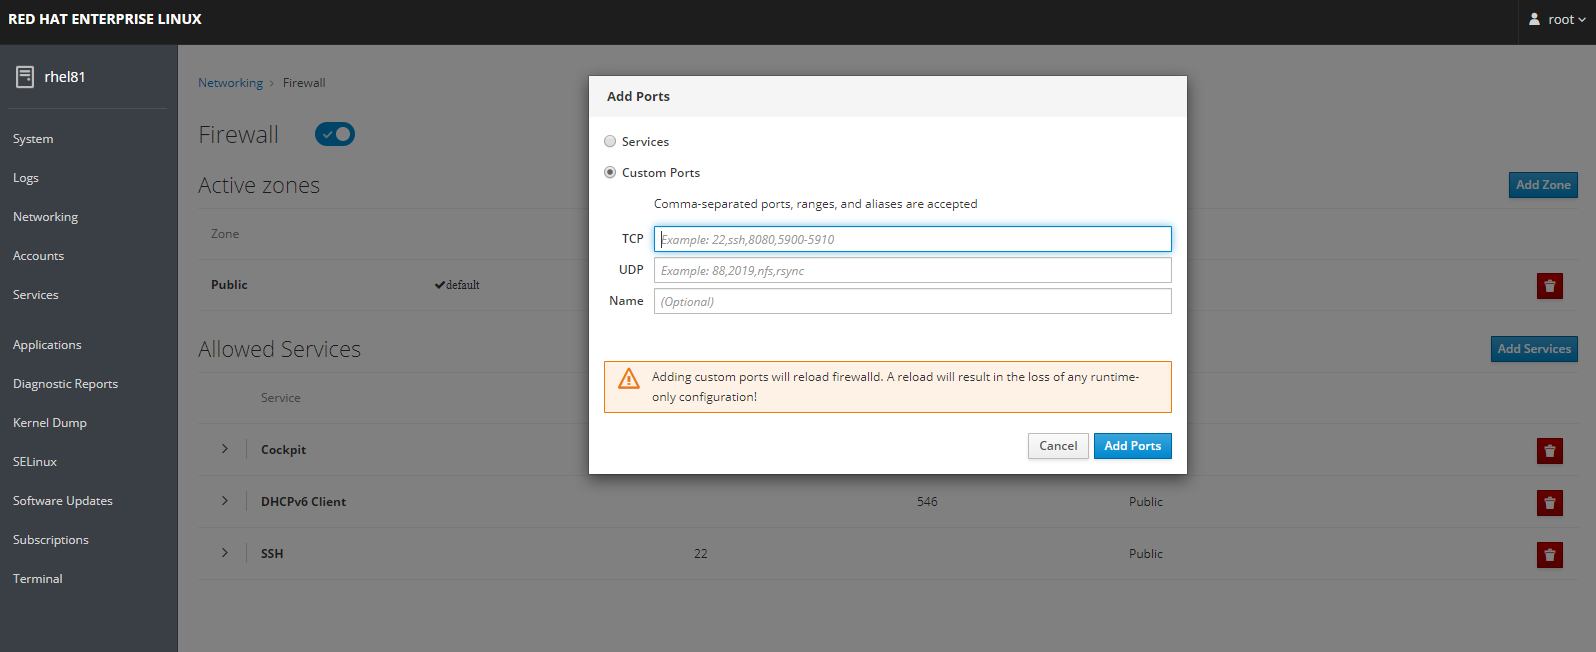 RED HAT ENTERPRISE LINUX
root
rhel81
System
Logs
Networking
Accounts
Services
Applications
Diagnostic Reports
Kernel Dump
SELinux
Software Updates
Subscriptions
Terminal
Networking > Firewall
Firewall
Active zones
Add Zone
Zone
Public
default
Allowed Services
Add Services
Service
Cockpit
DHCPv6 Client 546 Public
SSH 22 Public
Add Ports
Services
Custom Ports
Comma-separated ports, ranges, and aliases are accepted
TCP Example: 22,ssh,8080,5900-5910
UDP Example: 88,2019,nfs,rsync
Name (Optional)
Adding custom ports will reload firewalld. A reload will result in the loss of any runtime-
only configuration!
Cancel Add Ports